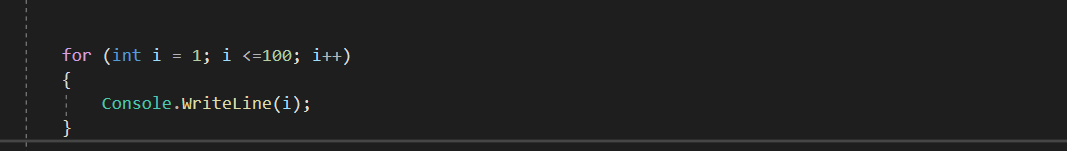 for (int i = 1; i <=100; i++)
{
    Console.WriteLine(i);
}